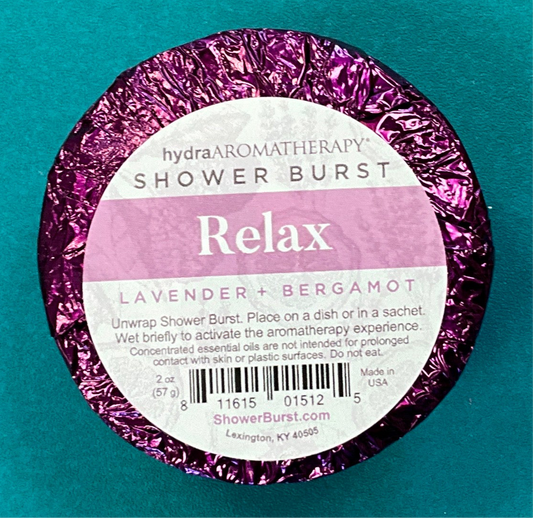 hydraAROMATHERAPY®
SHOWER BURST
Relax
LAVENDER + BERGAMOT
Unwrap Shower Burst. Place on a dish or in a sachet.
Wet briefly to activate the aromatherapy experience.
Concentrated essential oils are not intended for prolonged
contact with skin or plastic surfaces. Do not eat.
2 oz
(57 g)
8 11615 01512 5
Made in
USA
ShowerBurst.com
Lexington, KY 40505